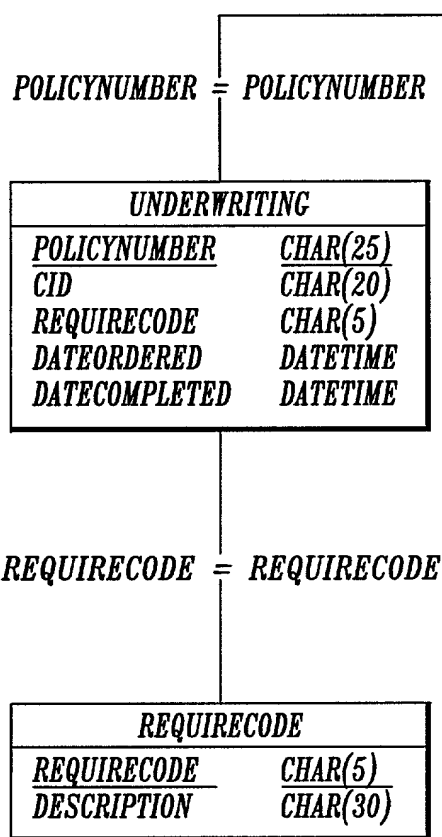 POLICYNUMBER = POLICYNUMBER
UNDERWRITING
POLICYNUMBER CHAR(25)
CID CHAR(20)
REQUIRECODE CHAR(5)
DATEORDERED DATETIME
DATECOMPLETED DATETIME
REQUIRECODE = REQUIRECODE
REQUIRECODE
REQUIRECODE CHAR(5)
DESCRIPTION CHAR(30)